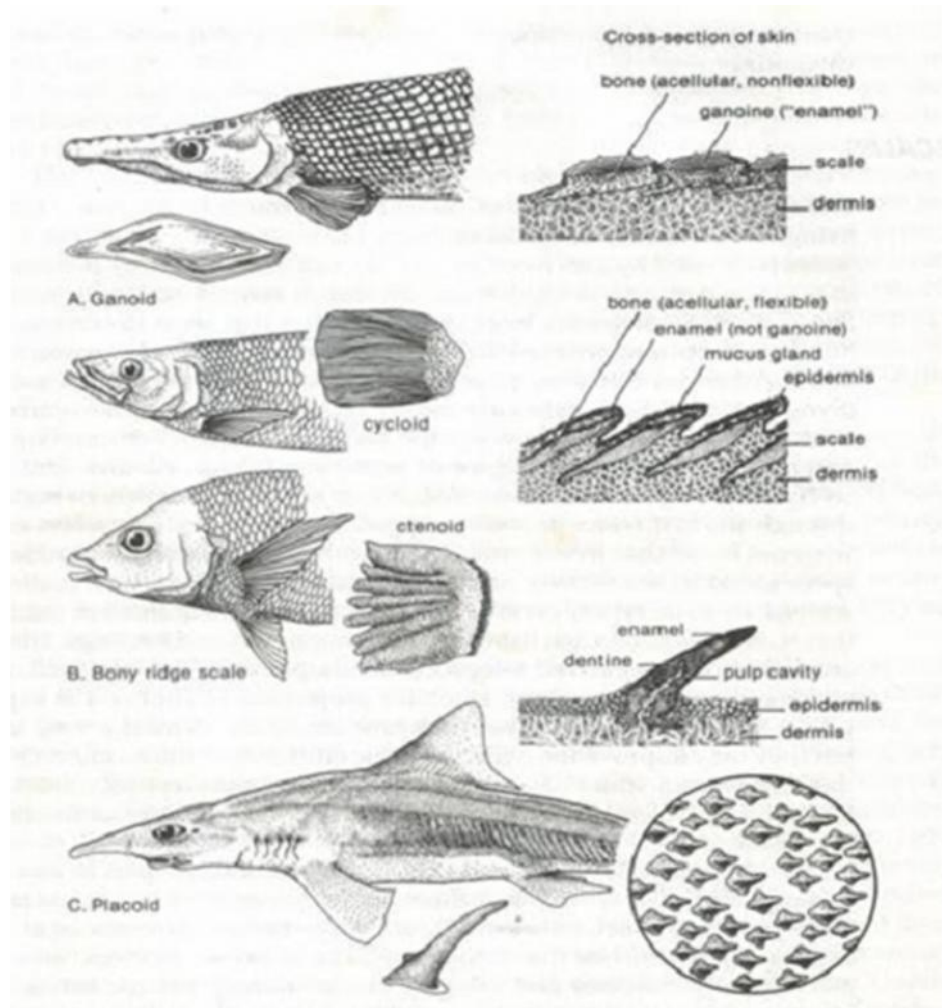 Cross-section of skin
bone (acellular, nonflexible)
ganoine ("enamel")
scale
dermis
A. Ganoid
bone (acellular, flexible)
enamel (not ganoine)
mucus gland
epidermis
cycloid
scale
dermis
ctenoid
B. Bony ridge scale
enamel
dentine
pulp cavity
epidermis
dermis
C. Placoid